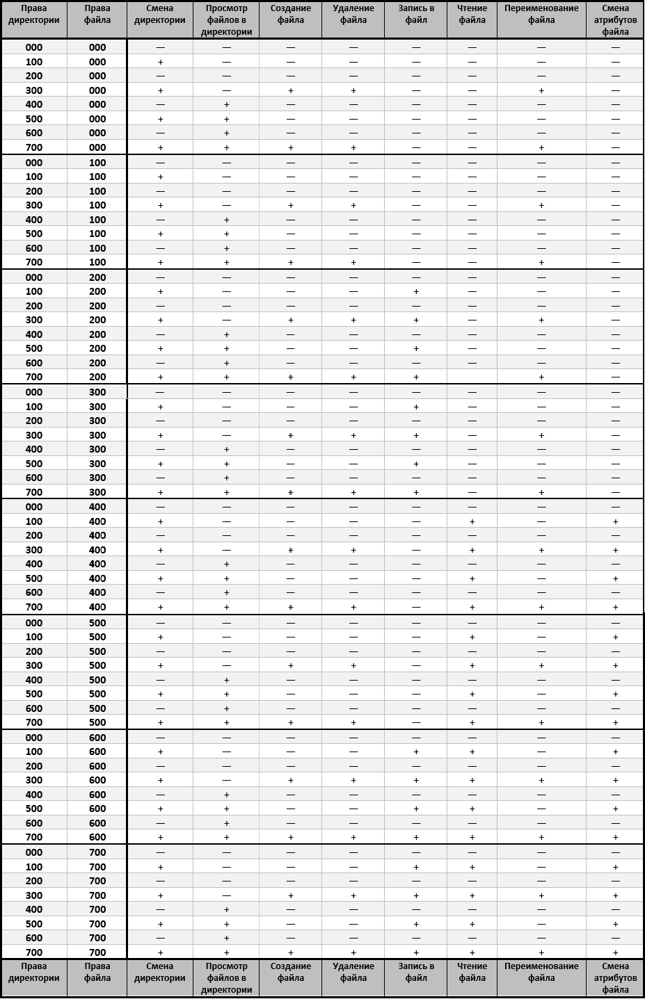 Права директории Права файла Смена директории Просмотр файлов в директории Создание файла Удаление файла Запись в файл Чтение файла Переименование файла Смена атрибутов файла
000 000 — — — — — — — —
100 000 + — — — — — — —
200 000 — — — — — — — —
300 000 + — + + — — + —
400 000 — + — — — — — —
500 000 + + — — — — — —
600 000 — + — — — — — —
700 000 + + + + — — + —
000 100 — — — — — — — —
100 100 + — — — — — — —
200 100 — — — — — — — —
300 100 + — + + — — + —
400 100 — + — — — — — —
500 100 + + — — — — — —
600 100 — + — — — — — —
700 100 + + + + — — + —
000 200 — — — — — — — —
100 200 + — — — + — — —
200 200 — — — — — — — —
300 200 + — + + + — + —
400 200 — + — — — — — —
500 200 + + — — + — — —
600 200 — + — — — — — —
700 200 + + + + + + —
000 300 — — — — — — — —
100 300 + — — — + — — —
200 300 — — — — — — — —
300 300 + — + + + — + —
400 300 — + — — — — — —
500 300 + + — — + — — —
600 300 — + — — — — — —
700 300 + + + + + — + —
000 400 — — — — — — — —
100 400 + — — — — + — +
200 400 — — — — — — — —
300 400 + — + + — + + +
400 400 — + — — — — — —
500 400 + + — — — + — +
600 400 — + — — — — — —
700 400 + + + + — + + +
000 500 — — — — — — — —
100 500 + — — — — + — +
200 500 — — — — — — — —
300 500 + — + + — + + +
400 500 — + — — — — — —
500 500 + + — — — + — +
600 500 — + — — — — — —
700 500 + + + + — + + +
000 600 — — — — — — — —
100 600 + — — — + + — +
200 600 — — — — — — — —
300 600 + — + + + + + +
400 600 — + — — — — — —
500 600 + + — — + + — +
600 600 — + — — — — — —
700 600 + + + + + + + +
000 700 — — — — — — — —
100 700 + — — — + + — +
200 700 — — — — — — — —
300 700 + — + + + + + +
400 700 — + — — — — — —
500 700 + + — — + + — +
600 700 — + — — — — — —
700 700 + + + + + + + +
Права директории Права файла Смена директории Просмотр файлов в директории Создание файла Удаление файла Запись в файл Чтение файла Переименование файла Смена атрибутов файла